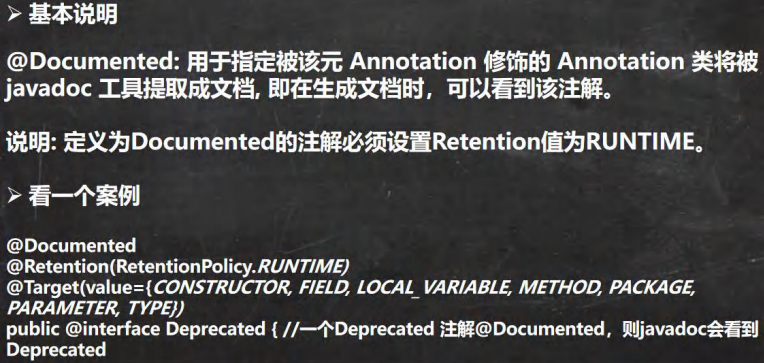 ➢ 基本说明
@Documented: 用于指定被该元 Annotation 修饰的 Annotation 类将被
javadoc 工具提取成文档, 即在生成文档时，可以看到该注解。
说明: 定义为Documented的注解必须设置Retention值为RUNTIME。
➢ 看一个案例
@Documented
@Retention(RetentionPolicy.RUNTIME)
@Target(value={CONSTRUCTOR, FIELD, LOCAL_VARIABLE, METHOD, PACKAGE,
PARAMETER, TYPE})
public @interface Deprecated { //一个Deprecated 注解@Documented，则javadoc会看到
Deprecated